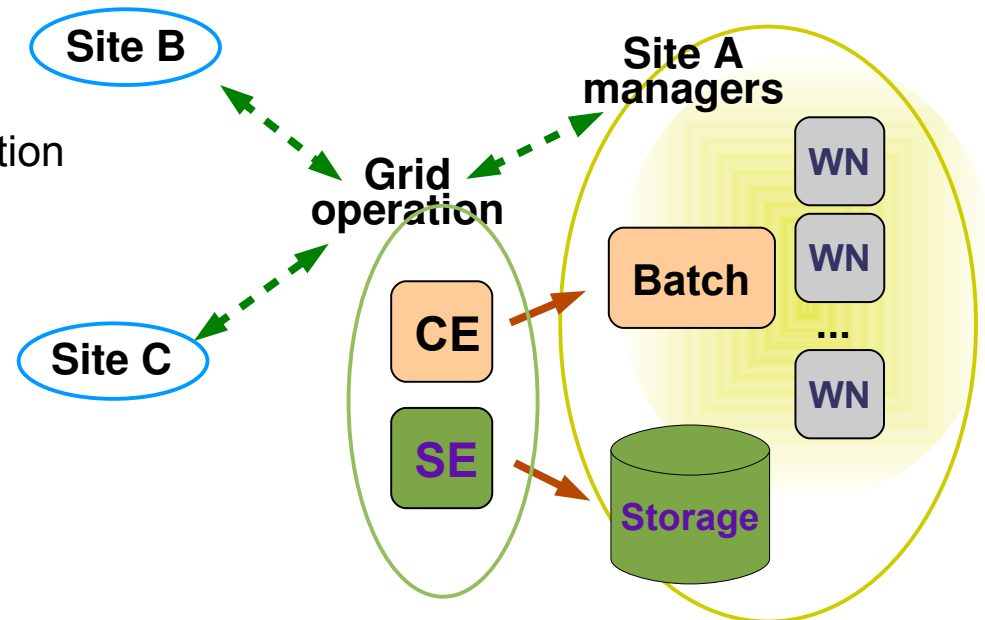 Site B
Site A
managers
tion
Grid
operation
WN
WN
Batch
...
CE
Site C
WN
SE
Storage